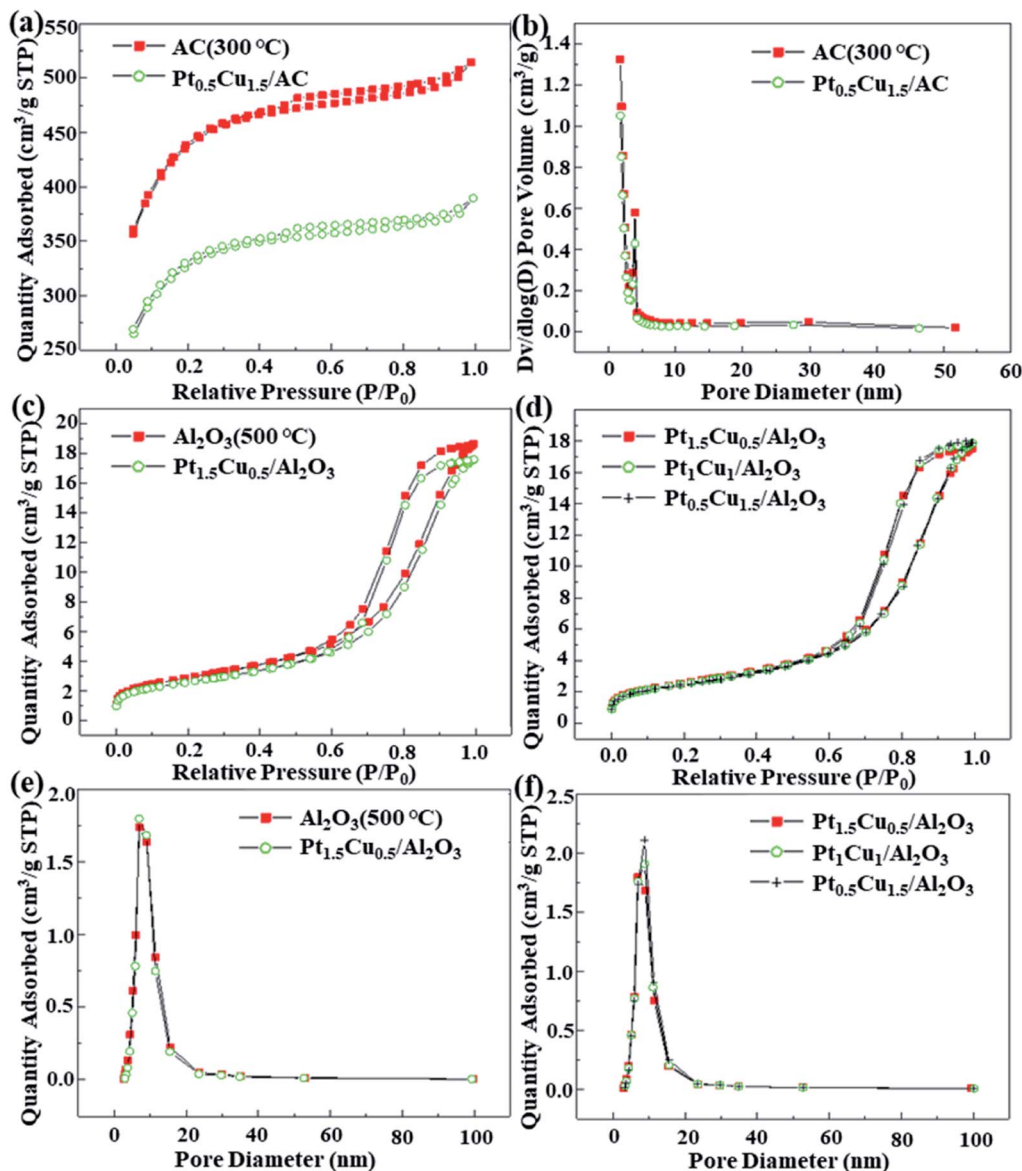 (a)
AC(300 °C)
Pt0.5Cu1.5/AC
Quantity Adsorbed (cm3/g STP)
550
500
450
400
350
300
250
0.0 0.2 0.4 0.6 0.8 1.0
Relative Pressure (P/P0)
(b)
AC(300 °C)
Pt0.5Cu1.5/AC
Dv/dlog(D) Pore Volume (cm3/g)
1.4
1.2
1.0
0.8
0.6
0.4
0.2
0.0
0 10 20 30 40 50 60
Pore Diameter (nm)
(c)
Al2O3(500 °C)
Pt1.5Cu0.5/Al2O3
Quantity Adsorbed (cm3/g STP)
20
18
16
14
12
10
8
6
4
2
0
0.0 0.2 0.4 0.6 0.8 1.0
Relative Pressure (P/P0)
(d)
Pt1.5Cu0.5/Al2O3
Pt1Cu1/Al2O3
Pt0.5Cu1.5/Al2O3
Quantity Adsorbed (cm3/g STP)
20
18
16
14
12
10
8
6
4
2
0
0.0 0.2 0.4 0.6 0.8 1.0
Relative Pressure (P/P0)
(e)
Al2O3(500 °C)
Pt1.5Cu0.5/Al2O3
Quantity Adsorbed (cm3/g STP)
2.0
1.5
1.0
0.5
0.0
0 20 40 60 80 100
Pore Diameter (nm)
(f)
Pt1.5Cu0.5/Al2O3
Pt1Cu1/Al2O3
Pt0.5Cu1.5/Al2O3
Quantity Adsorbed (cm3/g STP)
2.5
2.0
1.5
1.0
0.5
0.0
0 20 40 60 80 100
Pore Diameter (nm)